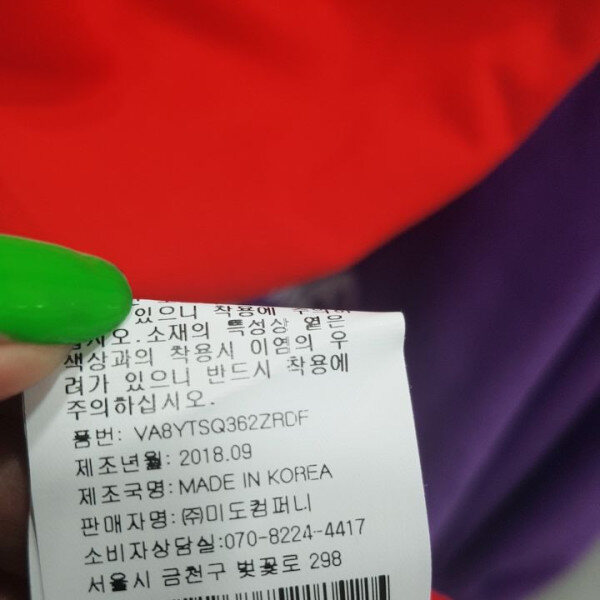 있으니 착용에
십시오.소재의 특성상 옅은
색상과의 착용시 이염의 우
려가 있으니 반드시 착용에
주의하십시오.
품번: VA8YTSQ362ZRDF
제조년월: 2018.09
제조국명:MADE IN KOREA
판매자명:㈜미도컴퍼니
소비자상담실:070-8224-4417
서울시 금천구 벚꽃로 298